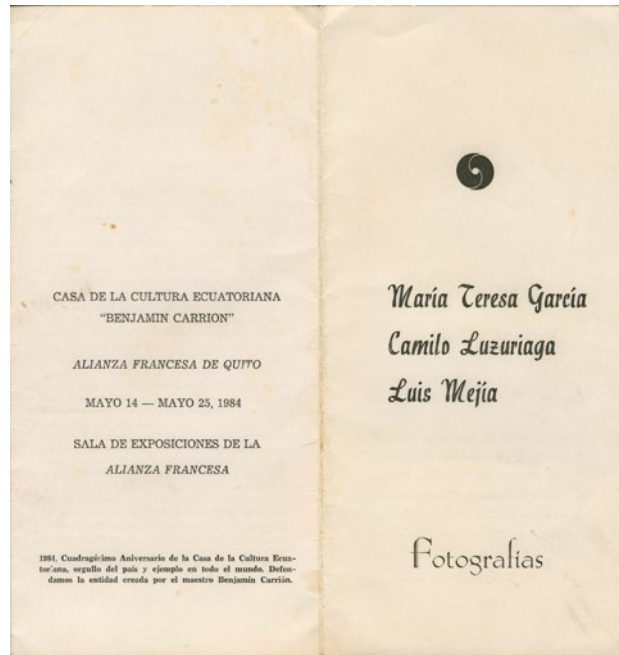 CASA DE LA CULTURA ECUATORIANA
"BENJAMIN CARRION"
ALIANZA FRANCESA DE QUITO
MAYO 14 — MAYO 25, 1984
SALA DE EXPOSICIONES DE LA
ALIANZA FRANCESA
1984, Cuadragécimo Aniversario de la Casa de la Cultura Ecua-
toriana, orgullo del país y ejemplo en todo el mundo. Defen-
damos la entidad creada por el maestro Benjamín Carrión.
María Teresa García
Camilo Luzuriaga
Luis Mejía
Fotografías